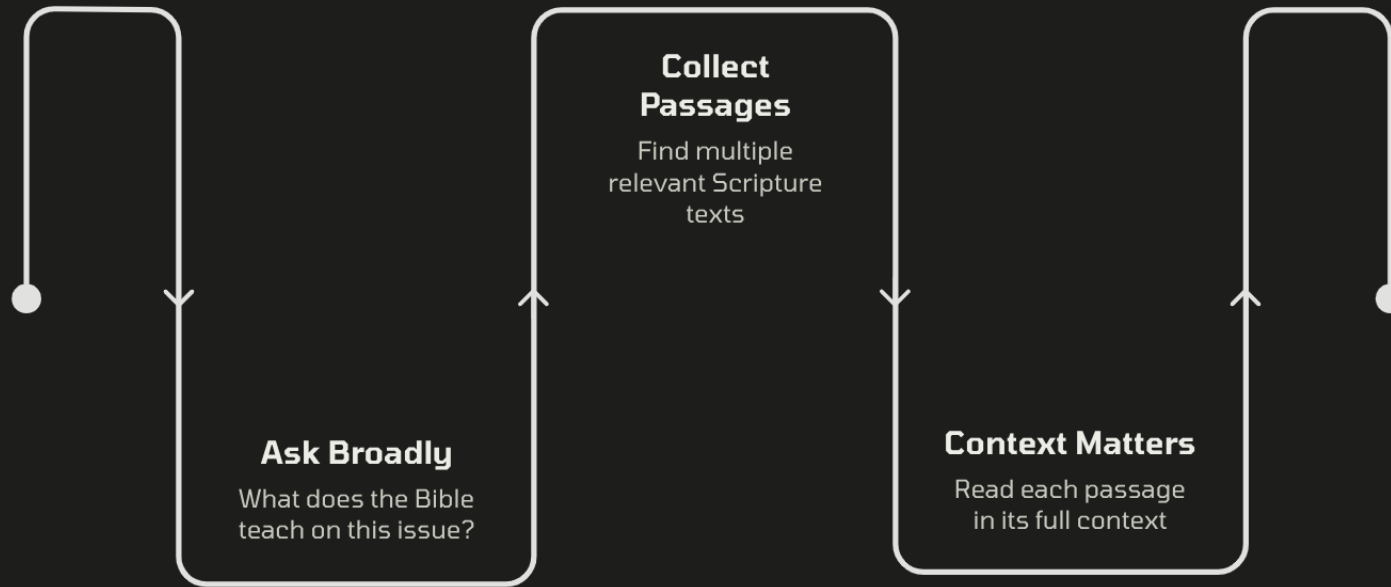 Ask Broadly
What does the Bible
teach on this issue?
Collect
Passages
Find multiple
relevant Scripture
texts
Context Matters
Read each passage
in its full context